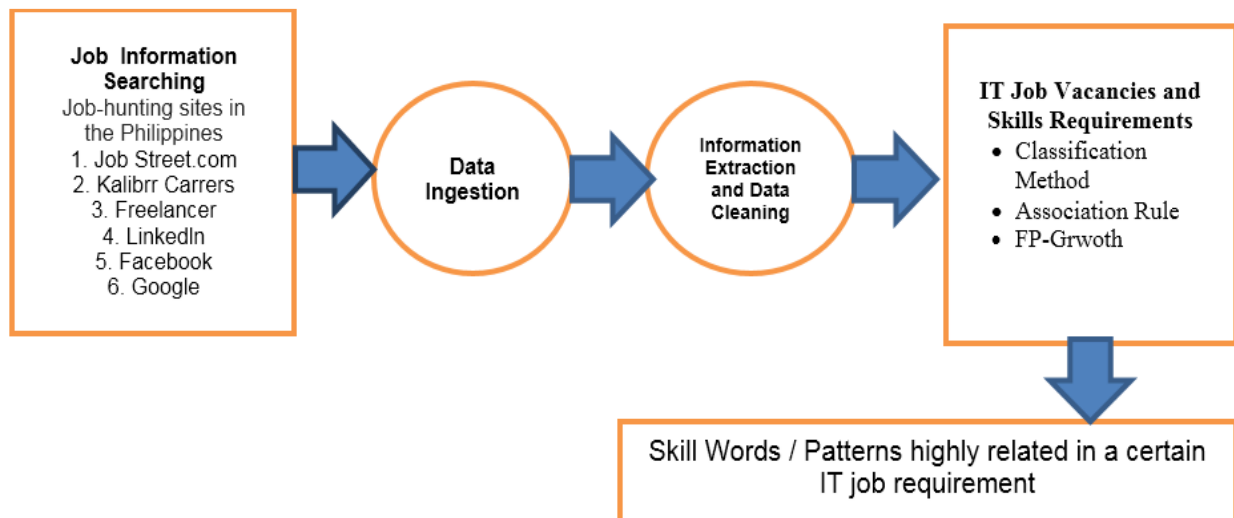 Job Information
Searching
Job-hunting sites in
the Philippines
1. Job Street.com
2. Kalibrr Carrers
3. Freelancer
4. LinkedIn
5. Facebook
6. Google
Data
Ingestion
Information
Extraction
and Data
Cleaning
IT Job Vacancies and
Skills Requirements
• Classification
Method
• Association Rule
• FP-Grwoth
Skill Words / Patterns highly related in a certain
IT job requirement